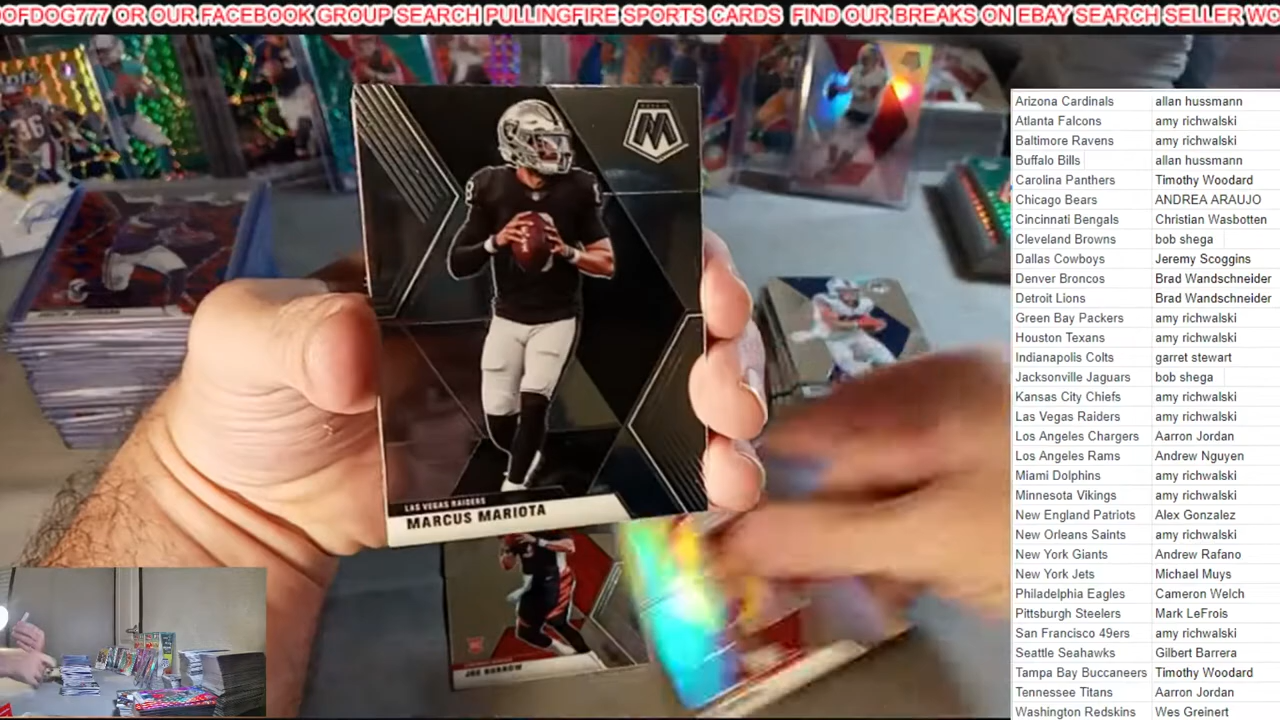 OOFDOG777 OR OUR FACEBOOK GROUP SEARCH PULLINGFIRE SPORTS CARDS  FIND OUR BREAKS ON EBAY SEARCH SELLER WO
36
8
LAS VEGAS RAIDERS
MARCUS MARIOTA
JOE BURROW
Arizona Cardinals allan hussmann
Atlanta Falcons amy richwalski
Baltimore Ravens amy richwalski
Buffalo Bills allan hussmann
Carolina Panthers Timothy Woodard
Chicago Bears ANDREA ARAUJO
Cincinnati Bengals Christian Wasbotten
Cleveland Browns bob shega
Dallas Cowboys Jeremy Scoggins
Denver Broncos Brad Wandschneider
Detroit Lions Brad Wandschneider
Green Bay Packers amy richwalski
Houston Texans amy richwalski
Indianapolis Colts garret stewart
Jacksonville Jaguars bob shega
Kansas City Chiefs amy richwalski
Las Vegas Raiders amy richwalski
Los Angeles Chargers Aarron Jordan
Los Angeles Rams Andrew Nguyen
Miami Dolphins amy richwalski
Minnesota Vikings amy richwalski
New England Patriots Alex Gonzalez
New Orleans Saints amy richwalski
New York Giants Andrew Rafano
New York Jets Michael Muys
Philadelphia Eagles Cameron Welch
Pittsburgh Steelers Mark LeFrois
San Francisco 49ers amy richwalski
Seattle Seahawks Gilbert Barrera
Tampa Bay Buccaneers Timothy Woodard
Tennessee Titans Aarron Jordan
Washington Redskins Wes Greinert